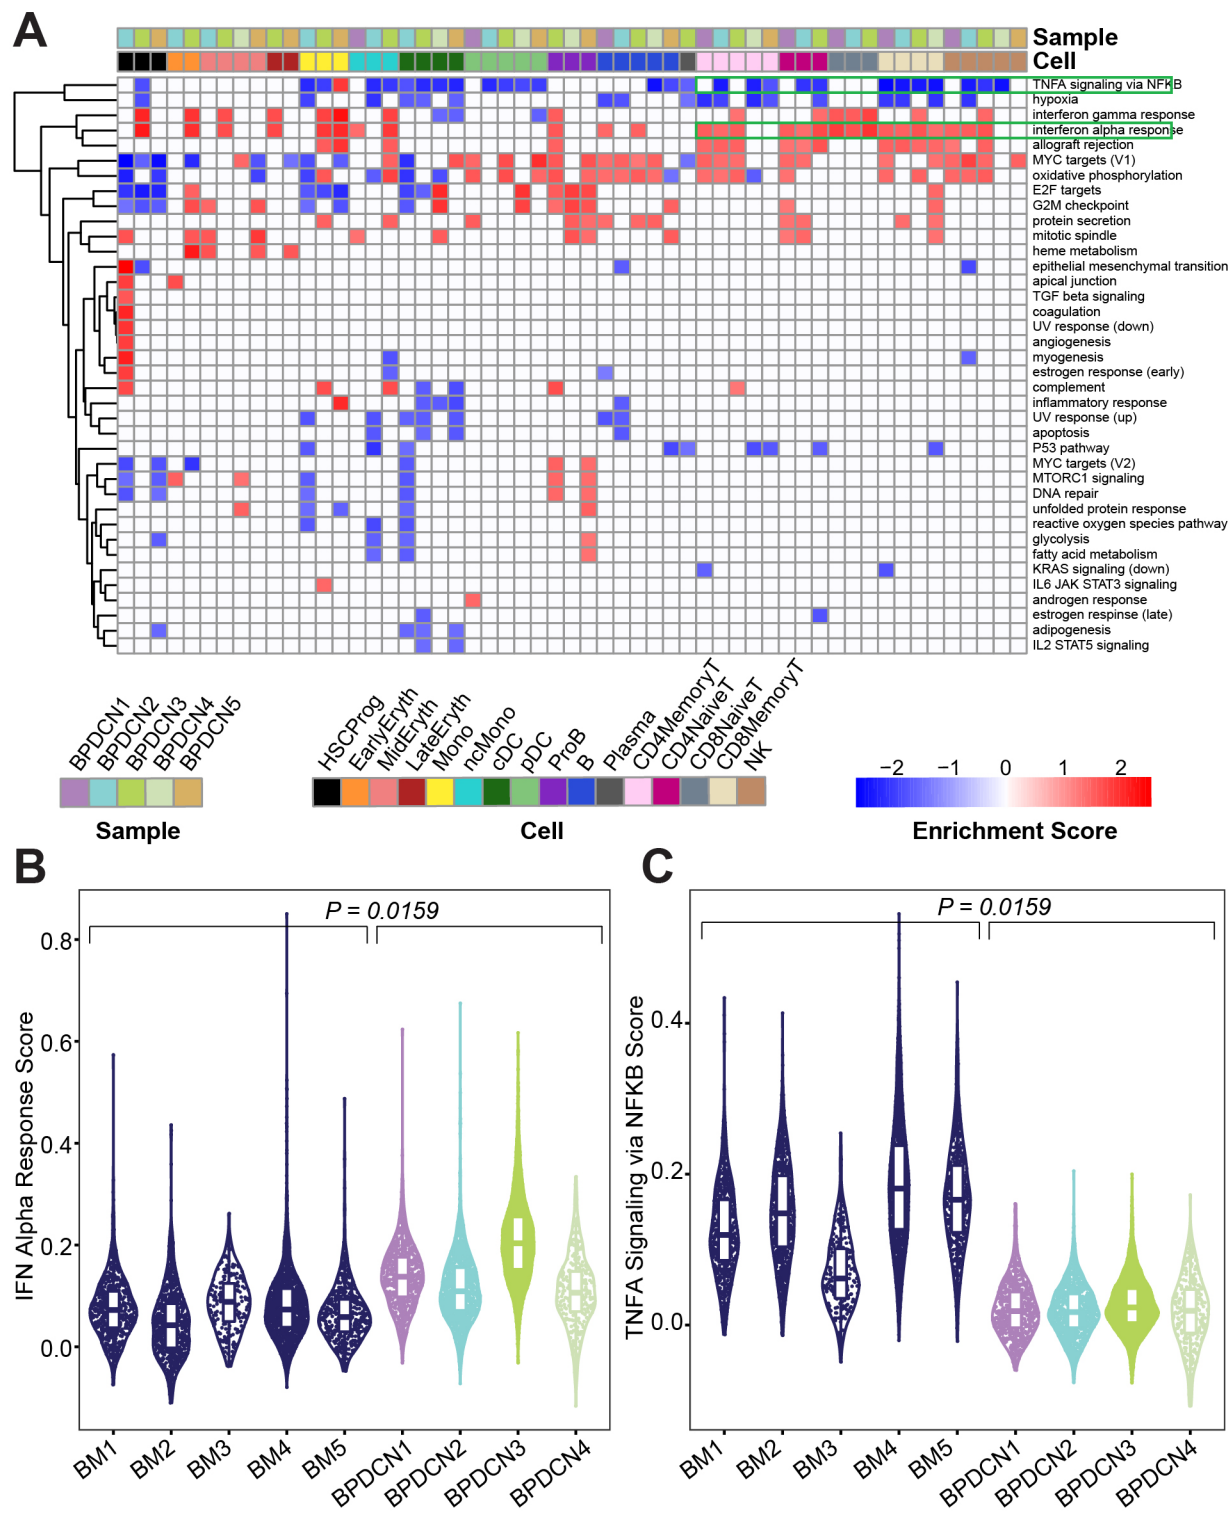 A
Sample
Cell
TNFA signaling via NFKB
hypoxia
interferon gamma response
interferon alpha response
allograft rejection
MYC targets (V1)
oxidative phosphorylation
E2F targets
G2M checkpoint
protein secretion
mitotic spindle
heme metabolism
epithelial mesenchymal transition
apical junction
TGF beta signaling
coagulation
UV response (down)
angiogenesis
myogenesis
estrogen response (early)
complement
inflammatory response
UV response (up)
apoptosis
P53 pathway
MYC targets (V2)
MTORC1 signaling
DNA repair
unfolded protein response
reactive oxygen species pathway
glycolysis
fatty acid metabolism
KRAS signaling (down)
IL6 JAK STAT3 signaling
androgen response
estrogen respinse (late)
adipogenesis
IL2 STAT5 signaling
BPDCN1
BPDCN2
BPDCN3
BPDCN4
BPDCN5
Sample
HSCProg
EarlyEryth
MidEryth
LateEryth
Mono
ncMono
cDC
pDC
ProB
B
Plasma
CD4MemoryT
CD4NaiveT
CD8NaiveT
CD8MemoryT
NK
Cell
−2 −1 0 1 2
Enrichment Score
B
P = 0.0159
IFN Alpha Response Score
0.8
0.6
0.4
0.2
0.0
BM1
BM2
BM3
BM4
BM5
BPDCN1
BPDCN2
BPDCN3
BPDCN4
C
P = 0.0159
TNFA Signaling via NFKB Score
0.4
0.2
0.0
BM1
BM2
BM3
BM4
BM5
BPDCN1
BPDCN2
BPDCN3
BPDCN4